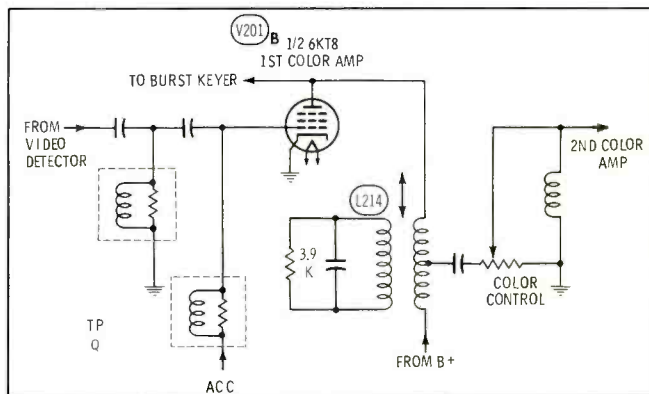 V201 B 1/2 6KT8
1ST COLOR AMP
TO BURST KEYER
FROM
VIDEO
DETECTOR
2ND COLOR
AMP
L214
3.9
K
COLOR
CONTROL
TP
Q
FROM B+
ACC